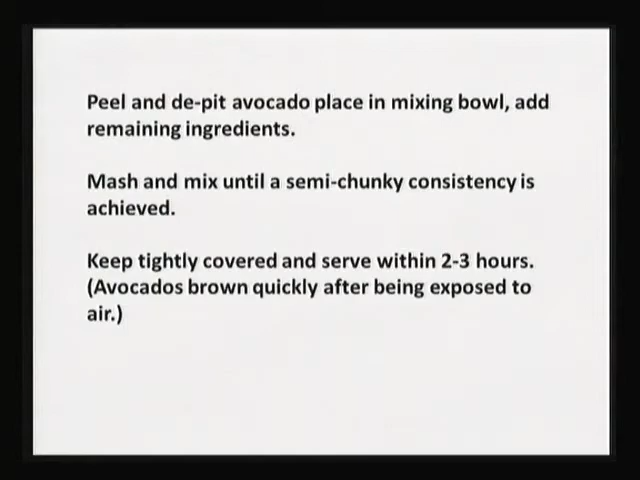 Peel and de-pit avocado place in mixing bowl, add
remaining ingredients.
Mash and mix until a semi-chunky consistency is
achieved.
Keep tightly covered and serve within 2-3 hours.
(Avocados brown quickly after being exposed to
air.)